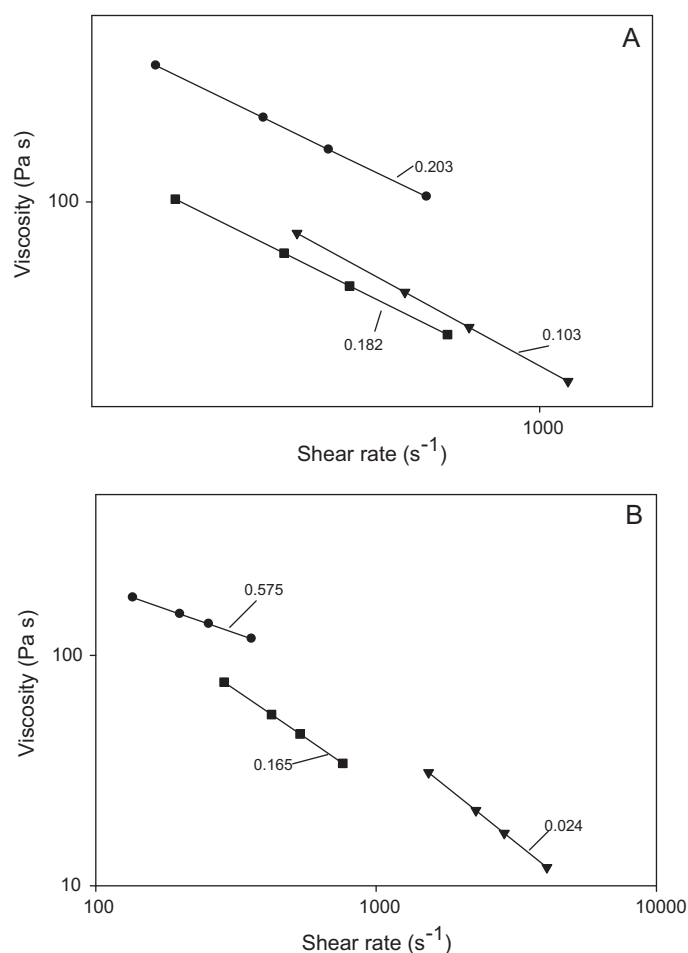 A
Viscosity (Pa s)
100
0.203
0.182
0.103
1000
Shear rate (s-1)
B
Viscosity (Pa s)
0.575
100
0.165
0.024
10
100
1000
10000
Shear rate (s-1)